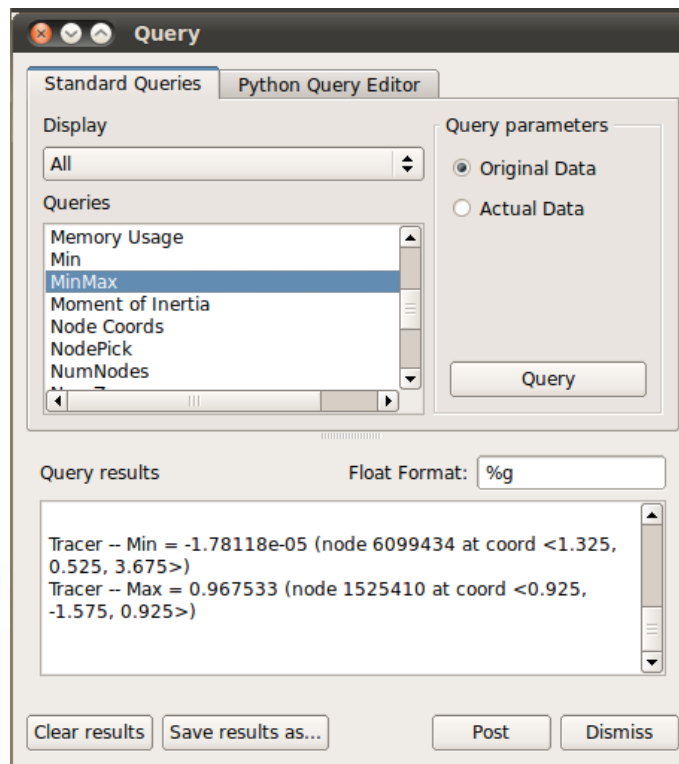 Query
Standard Queries
Python Query Editor
Display
All
Queries
Memory Usage
Min
MinMax
Moment of Inertia
Node Coords
NodePick
NumNodes
Query parameters
Original Data
Actual Data
Query
Query results
Float Format: %g
Tracer -- Min = -1.78118e-05 (node 6099434 at coord <1.325,
0.525, 3.675>)
Tracer -- Max = 0.967533 (node 1525410 at coord <0.925,
-1.575, 0.925>)
Clear results
Save results as...
Post
Dismiss